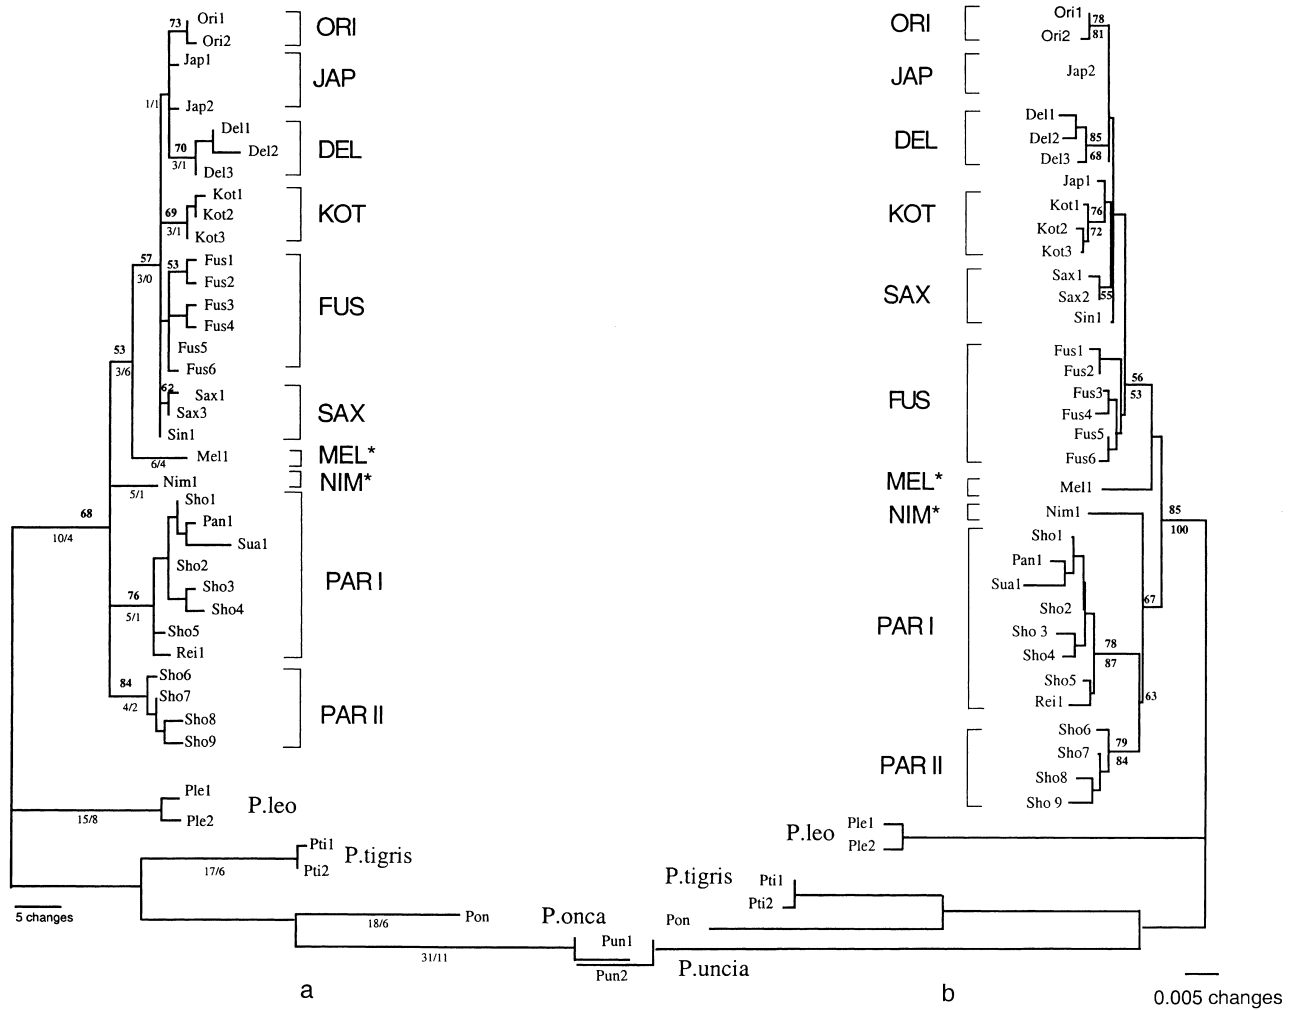 73
Ori1
Ori2
ORI
Jap1
Jap2
JAP
1/1
70
3/1
Del1
Del2
Del3
DEL
69
3/1
Kot1
Kot2
Kot3
KOT
57
3/0
53
Fus1
Fus2
Fus3
Fus4
Fus5
Fus6
FUS
53
3/6
62
Sax1
Sax3
Sin1
SAX
6/4
Mel1
MEL*
5/1
Nim1
NIM*
68
10/4
76
5/1
Sho1
Pan1
Sua1
Sho2
Sho3
Sho4
Sho5
Rei1
PAR I
84
4/2
Sho6
Sho7
Sho8
Sho9
PAR II
15/8
Ple1
Ple2
P.leo
17/6
Pti1
Pti2
P.tigris
5 changes
18/6
Pon
P.onca
31/11
Pun1
Pun2
P.uncia
a
ORI
Ori1
Ori2
78
81
JAP
Jap2
DEL
Del1
Del2
Del3
85
68
Jap1
KOT
Kot1
Kot2
Kot3
76
72
SAX
Sax1
Sax2
Sin1
55
FUS
Fus1
Fus2
Fus3
Fus4
Fus5
Fus6
56
53
MEL*
Mel1
NIM*
Nim1
85
100
PAR I
Sho1
Pan1
Sua1
Sho2
Sho 3
Sho4
Sho5
Rei1
67
78
87
63
PAR II
Sho6
Sho7
Sho8
Sho 9
79
84
P.leo
Ple1
Ple2
P.tigris
Pti1
Pti2
Pon
b
0.005 changes